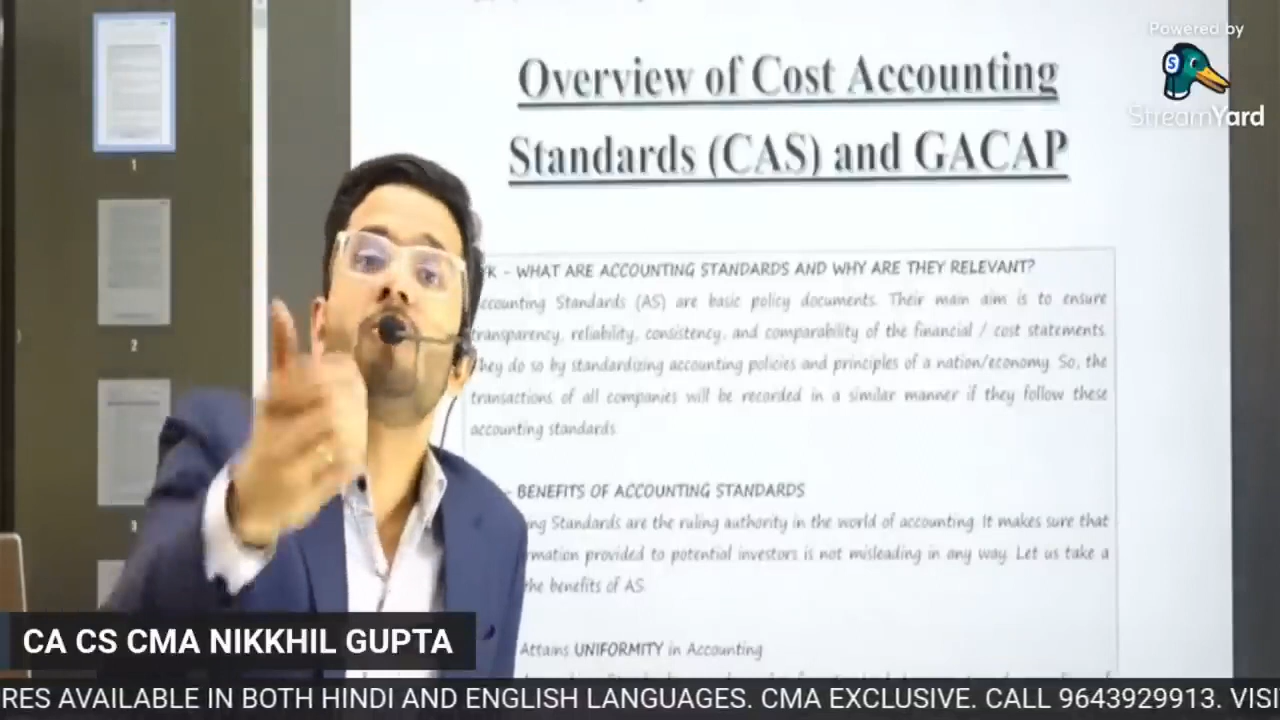 Powered by
StreamYard
Overview of Cost Accounting
Standards (CAS) and GACAP
1
2
3
- WHAT ARE ACCOUNTING STANDARDS AND WHY ARE THEY RELEVANT?
Standards (AS) are basic policy documents. Their main aim is to ensure
transparency, reliability, consistency, and comparability of the financial / cost statements.
They do so by standardizing accounting policies and principles of a nation/economy. So, the
transactions of all companies will be recorded in a similar manner if they follow these
accounting standards.
- BENEFITS OF ACCOUNTING STANDARDS
Standards are the ruling authority in the world of accounting. It makes sure that
provided to potential investors is not misleading in any way. Let us take a
the benefits of AS.
Attains UNIFORMITY in Accounting
CA CS CMA NIKKHIL GUPTA
RES AVAILABLE IN BOTH HINDI AND ENGLISH LANGUAGES. CMA EXCLUSIVE. CALL 9643929913. VISI